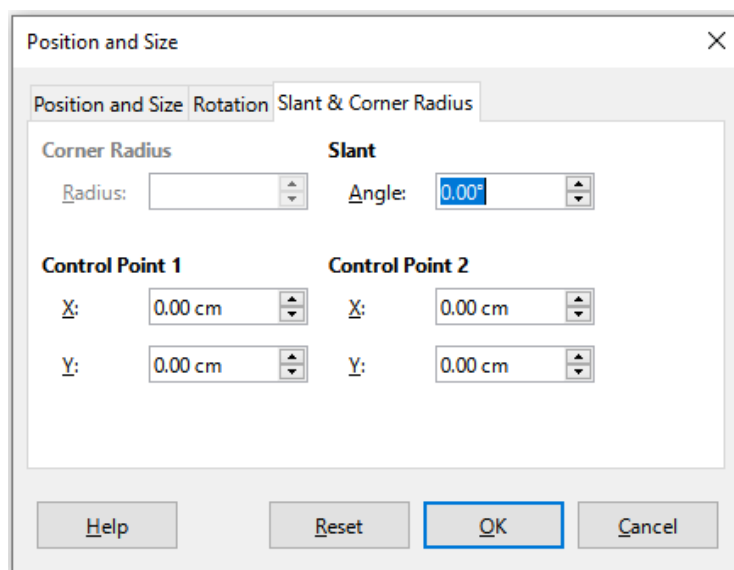 Position and Size
Position and Size Rotation Slant & Corner Radius
Corner Radius Slant
Radius: Angle: 0.00°
Control Point 1 Control Point 2
X: 0.00 cm X: 0.00 cm
Y: 0.00 cm Y: 0.00 cm
Help Reset OK Cancel